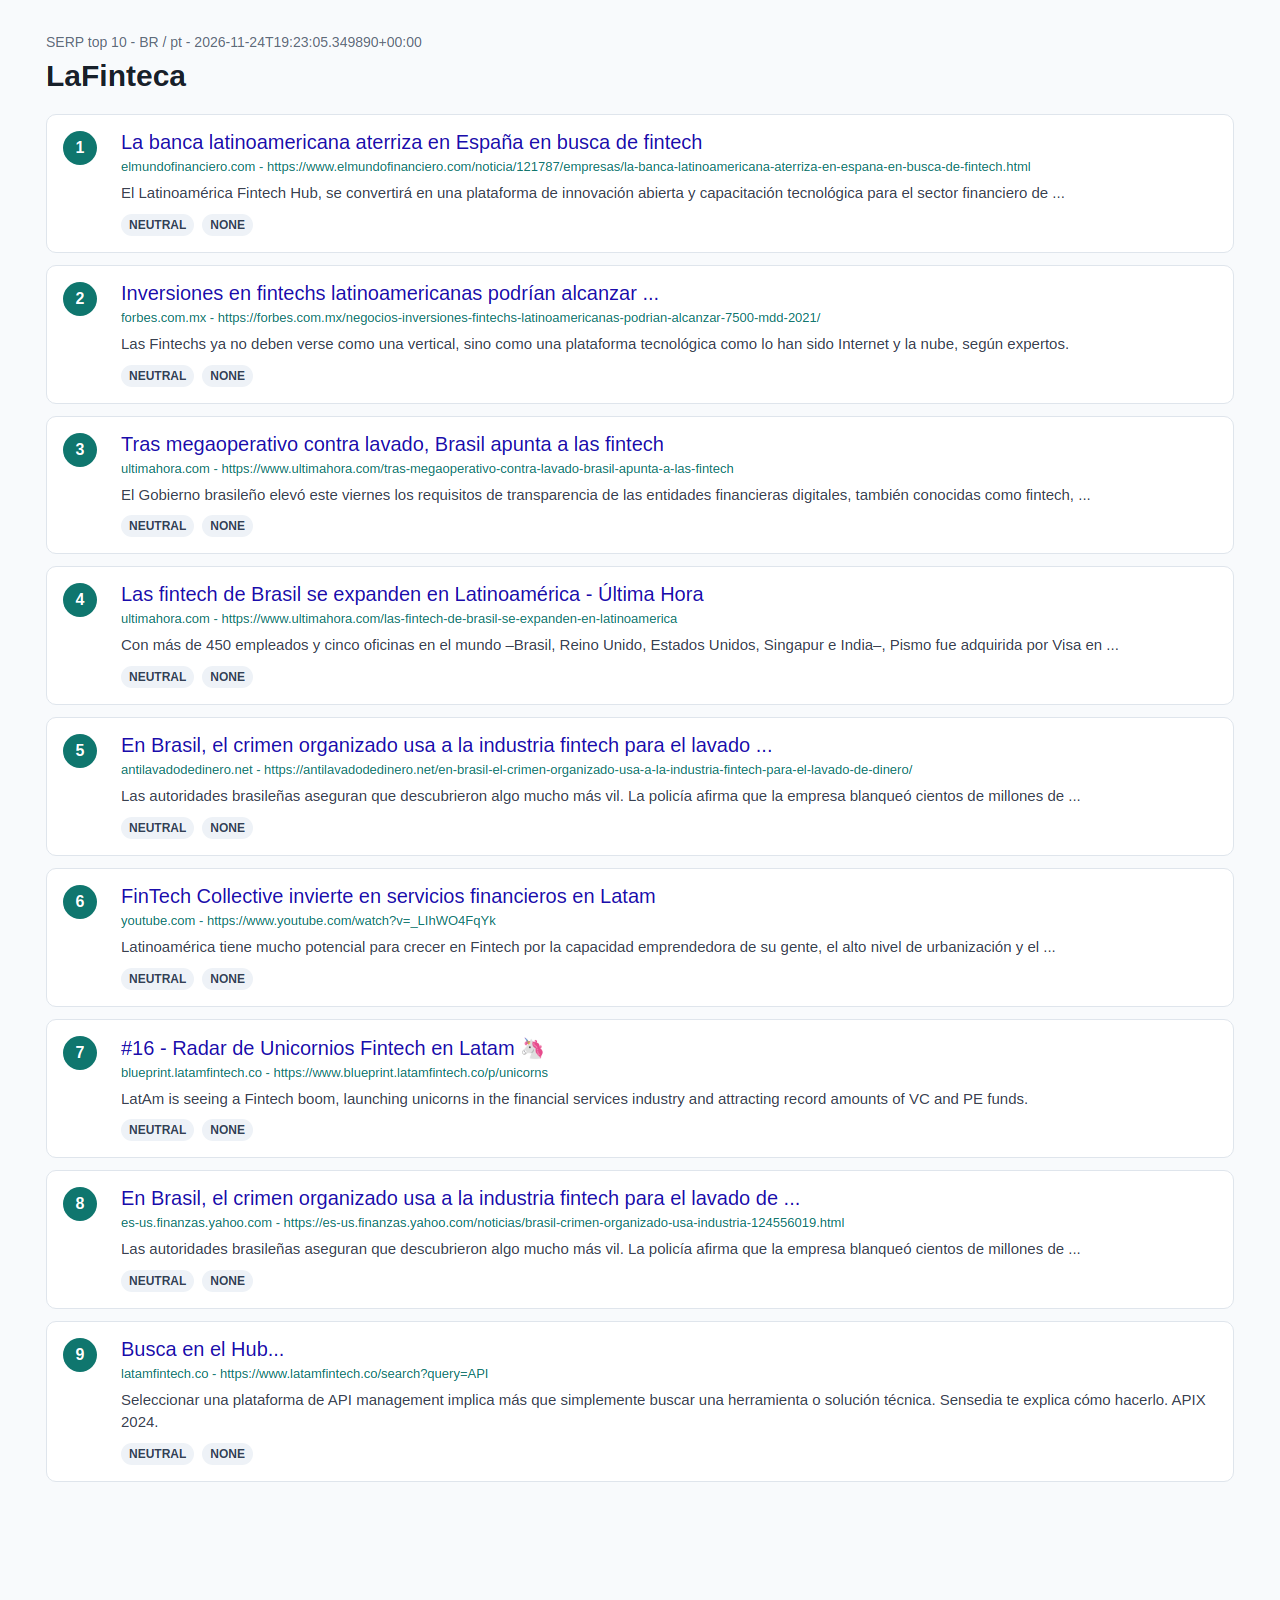 SERP top 10 - BR / pt - 2026-11-24T19:23:05.349890+00:00
LaFinteca
1
La banca latinoamericana aterriza en España en busca de fintech
elmundofinanciero.com - https://www.elmundofinanciero.com/noticia/121787/empresas/la-banca-latinoamericana-aterriza-en-espana-en-busca-de-fintech.html
El Latinoamérica Fintech Hub, se convertirá en una plataforma de innovación abierta y capacitación tecnológica para el sector financiero de ...
NEUTRAL NONE
2
Inversiones en fintechs latinoamericanas podrían alcanzar ...
forbes.com.mx - https://forbes.com.mx/negocios-inversiones-fintechs-latinoamericanas-podrian-alcanzar-7500-mdd-2021/
Las Fintechs ya no deben verse como una vertical, sino como una plataforma tecnológica como lo han sido Internet y la nube, según expertos.
NEUTRAL NONE
3
Tras megaoperativo contra lavado, Brasil apunta a las fintech
ultimahora.com - https://www.ultimahora.com/tras-megaoperativo-contra-lavado-brasil-apunta-a-las-fintech
El Gobierno brasileño elevó este viernes los requisitos de transparencia de las entidades financieras digitales, también conocidas como fintech, ...
NEUTRAL NONE
4
Las fintech de Brasil se expanden en Latinoamérica - Última Hora
ultimahora.com - https://www.ultimahora.com/las-fintech-de-brasil-se-expanden-en-latinoamerica
Con más de 450 empleados y cinco oficinas en el mundo –Brasil, Reino Unido, Estados Unidos, Singapur e India–, Pismo fue adquirida por Visa en ...
NEUTRAL NONE
5
En Brasil, el crimen organizado usa a la industria fintech para el lavado ...
antilavadodedinero.net - https://antilavadodedinero.net/en-brasil-el-crimen-organizado-usa-a-la-industria-fintech-para-el-lavado-de-dinero/
Las autoridades brasileñas aseguran que descubrieron algo mucho más vil. La policía afirma que la empresa blanqueó cientos de millones de ...
NEUTRAL NONE
6
FinTech Collective invierte en servicios financieros en Latam
youtube.com - https://www.youtube.com/watch?v=_LIhWO4FqYk
Latinoamérica tiene mucho potencial para crecer en Fintech por la capacidad emprendedora de su gente, el alto nivel de urbanización y el ...
NEUTRAL NONE
7
#16 - Radar de Unicornios Fintech en Latam 🦄
blueprint.latamfintech.co - https://www.blueprint.latamfintech.co/p/unicorns
LatAm is seeing a Fintech boom, launching unicorns in the financial services industry and attracting record amounts of VC and PE funds.
NEUTRAL NONE
8
En Brasil, el crimen organizado usa a la industria fintech para el lavado de ...
es-us.finanzas.yahoo.com - https://es-us.finanzas.yahoo.com/noticias/brasil-crimen-organizado-usa-industria-124556019.html
Las autoridades brasileñas aseguran que descubrieron algo mucho más vil. La policía afirma que la empresa blanqueó cientos de millones de ...
NEUTRAL NONE
9
Busca en el Hub...
latamfintech.co - https://www.latamfintech.co/search?query=API
Seleccionar una plataforma de API management implica más que simplemente buscar una herramienta o solución técnica. Sensedia te explica cómo hacerlo. APIX
2024.
NEUTRAL NONE